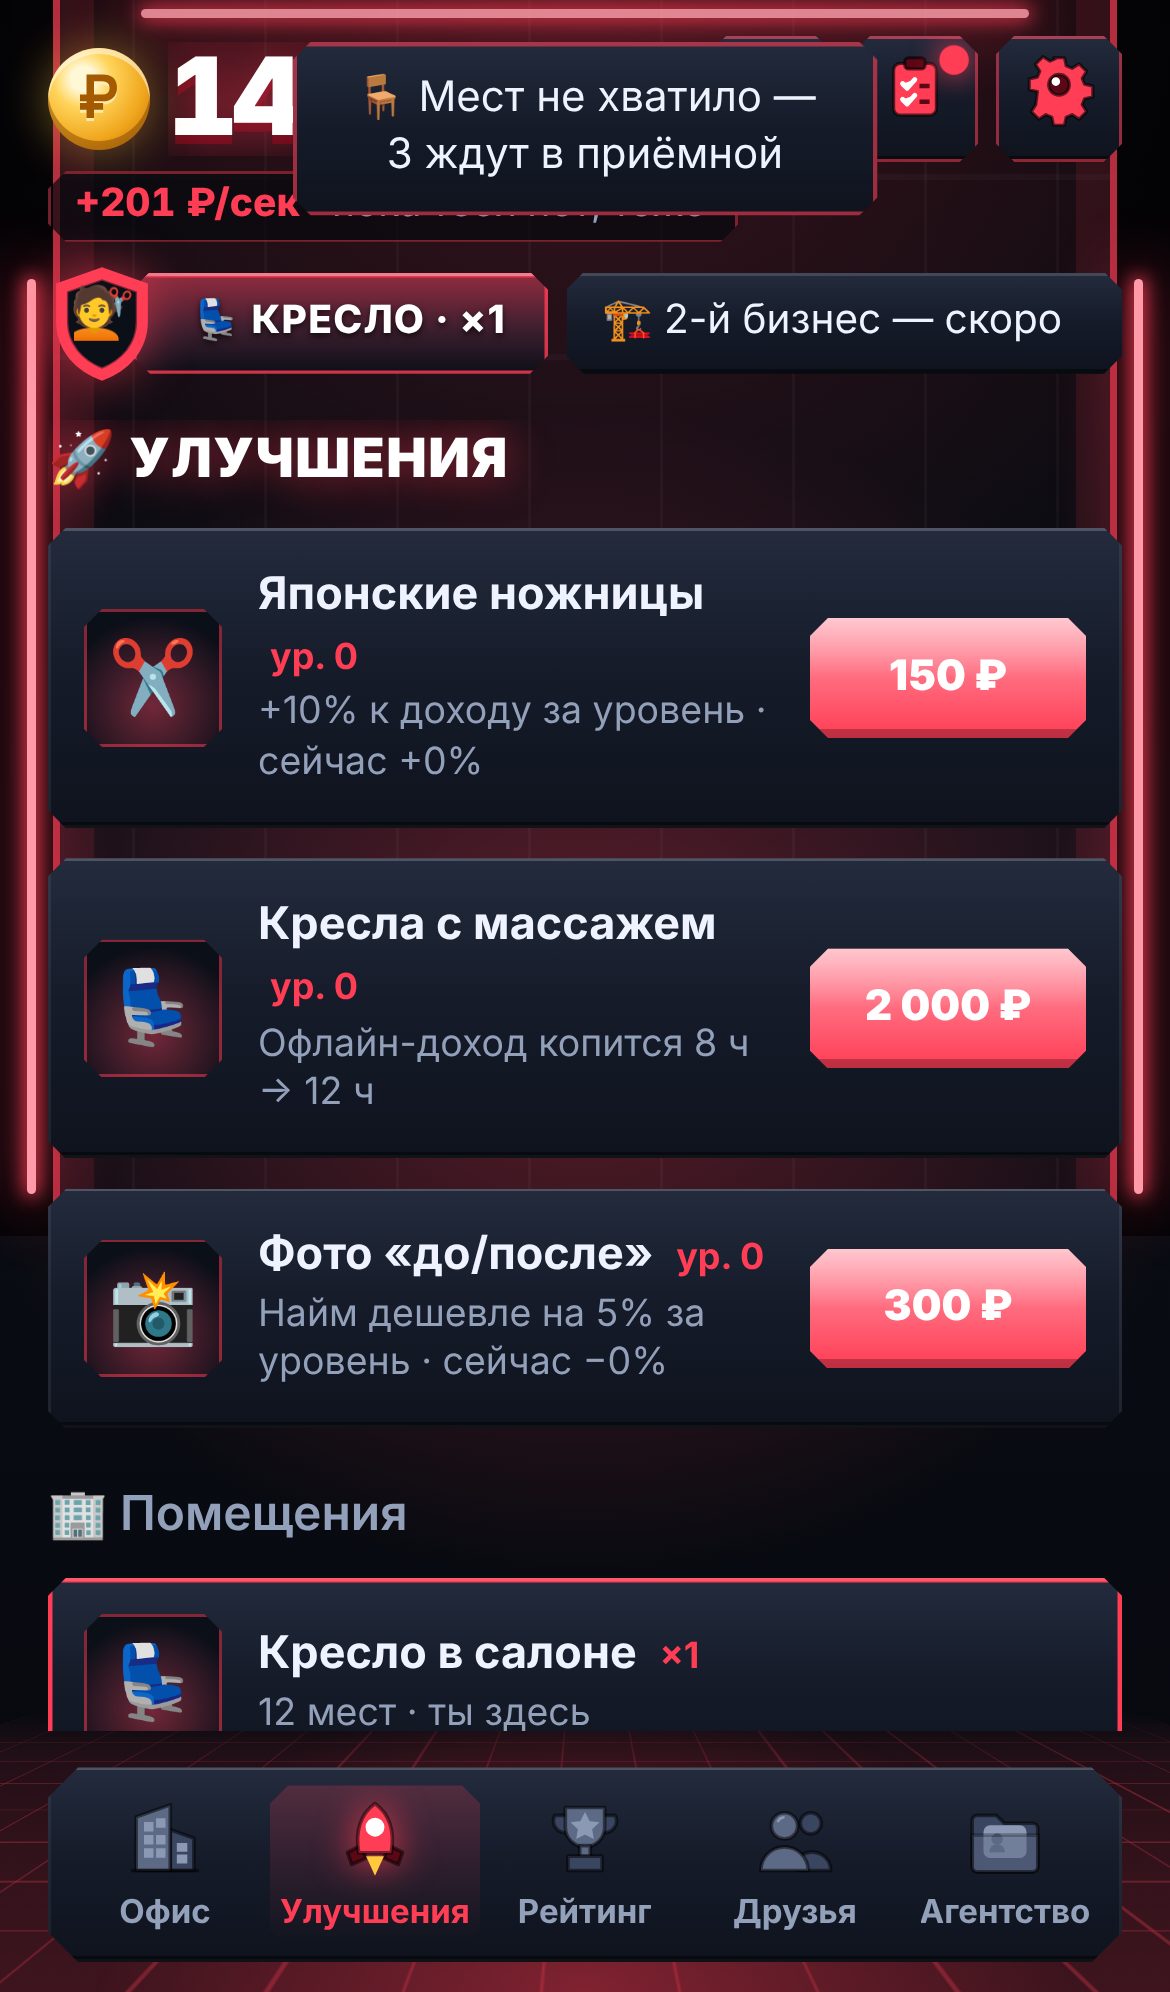 14
🪑 Мест не хватило —
3 ждут в приёмной
+201 ₽/сек
КРЕСЛО · ×1
2-й бизнес — скоро
УЛУЧШЕНИЯ
Японские ножницы
ур. 0
+10% к доходу за уровень ·
сейчас +0%
150 ₽
Кресла с массажем
ур. 0
Офлайн-доход копится 8 ч
→ 12 ч
2 000 ₽
Фото «до/после» ур. 0
Найм дешевле на 5% за
уровень · сейчас −0%
300 ₽
Помещения
Кресло в салоне ×1
12 мест · ты здесь
Офис
Улучшения
Рейтинг
Друзья
Агентство